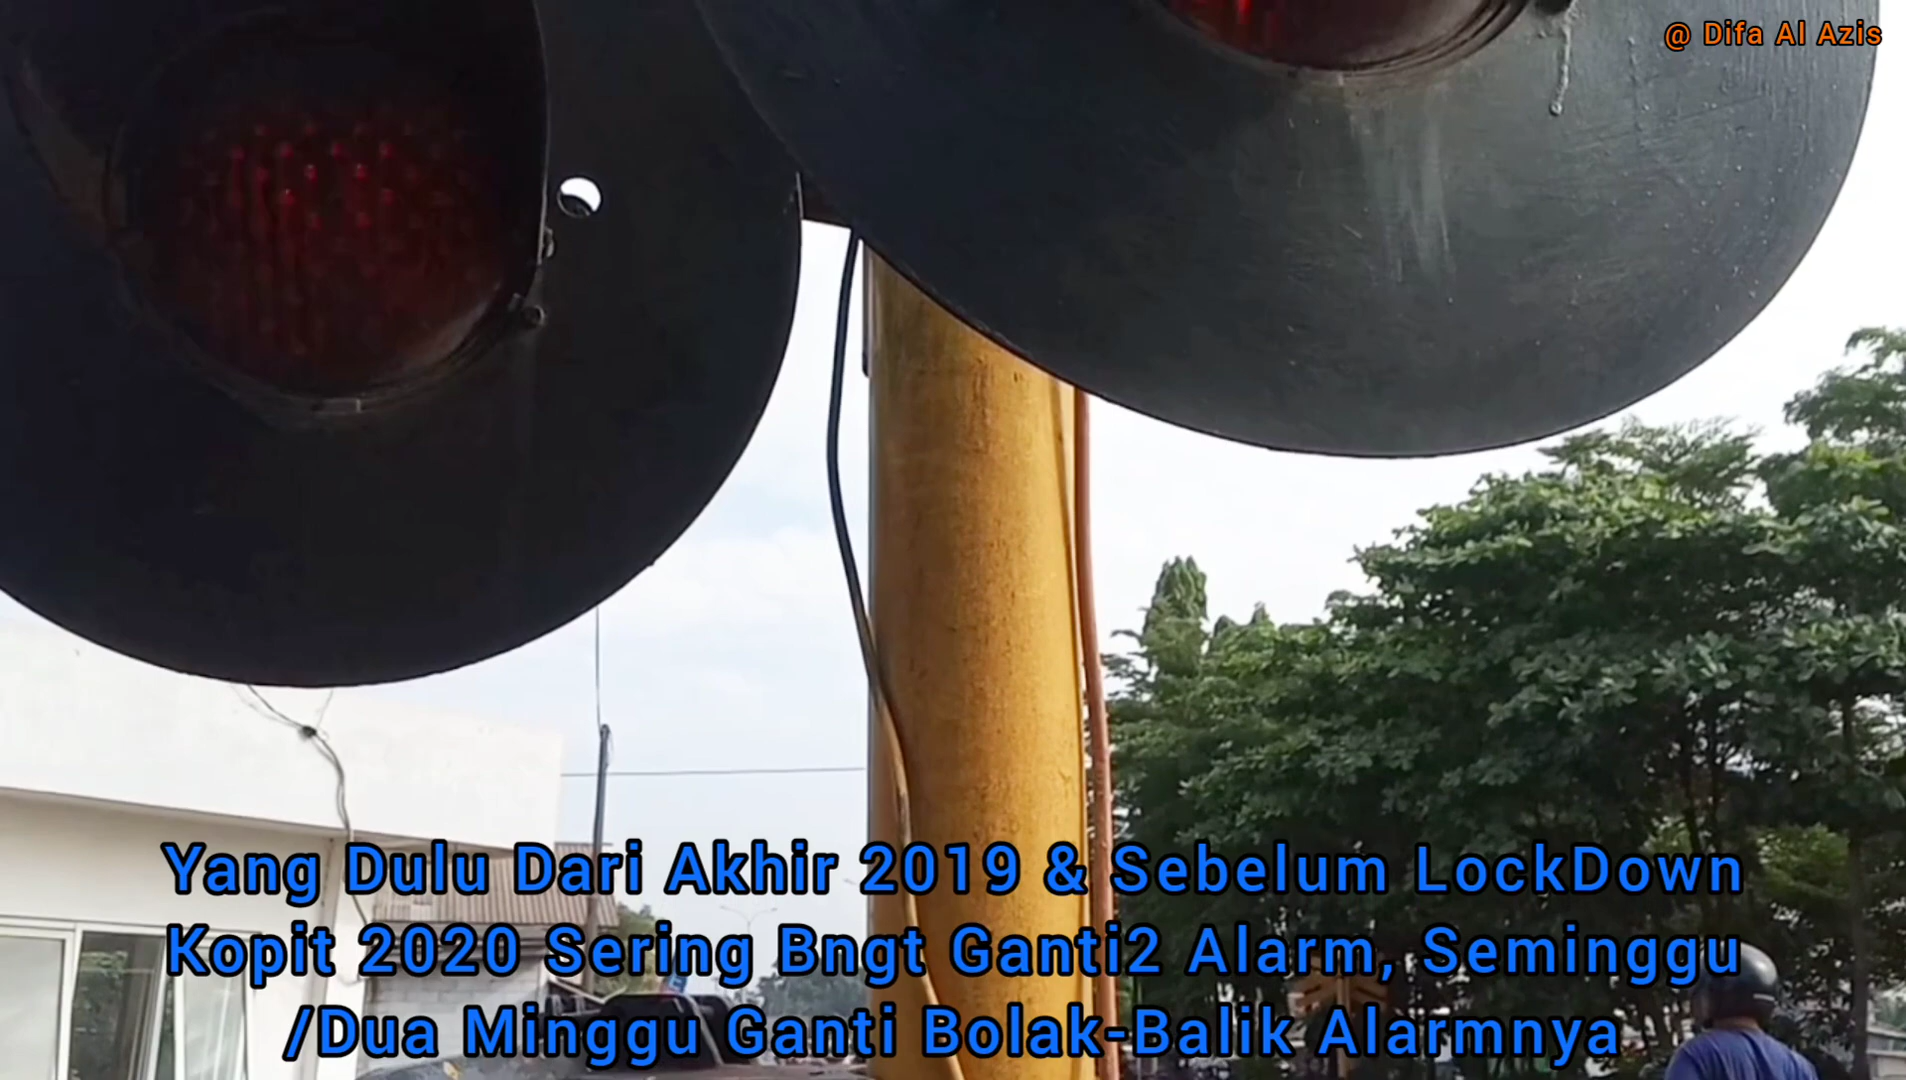 @ Difa Al Azis
Yang Dulu Dari Akhir 2019 & Sebelum LockDown
Kopit 2020 Sering Bngt Ganti2 Alarm, Seminggu
/Dua Minggu Ganti Bolak-Balik Alarmnya